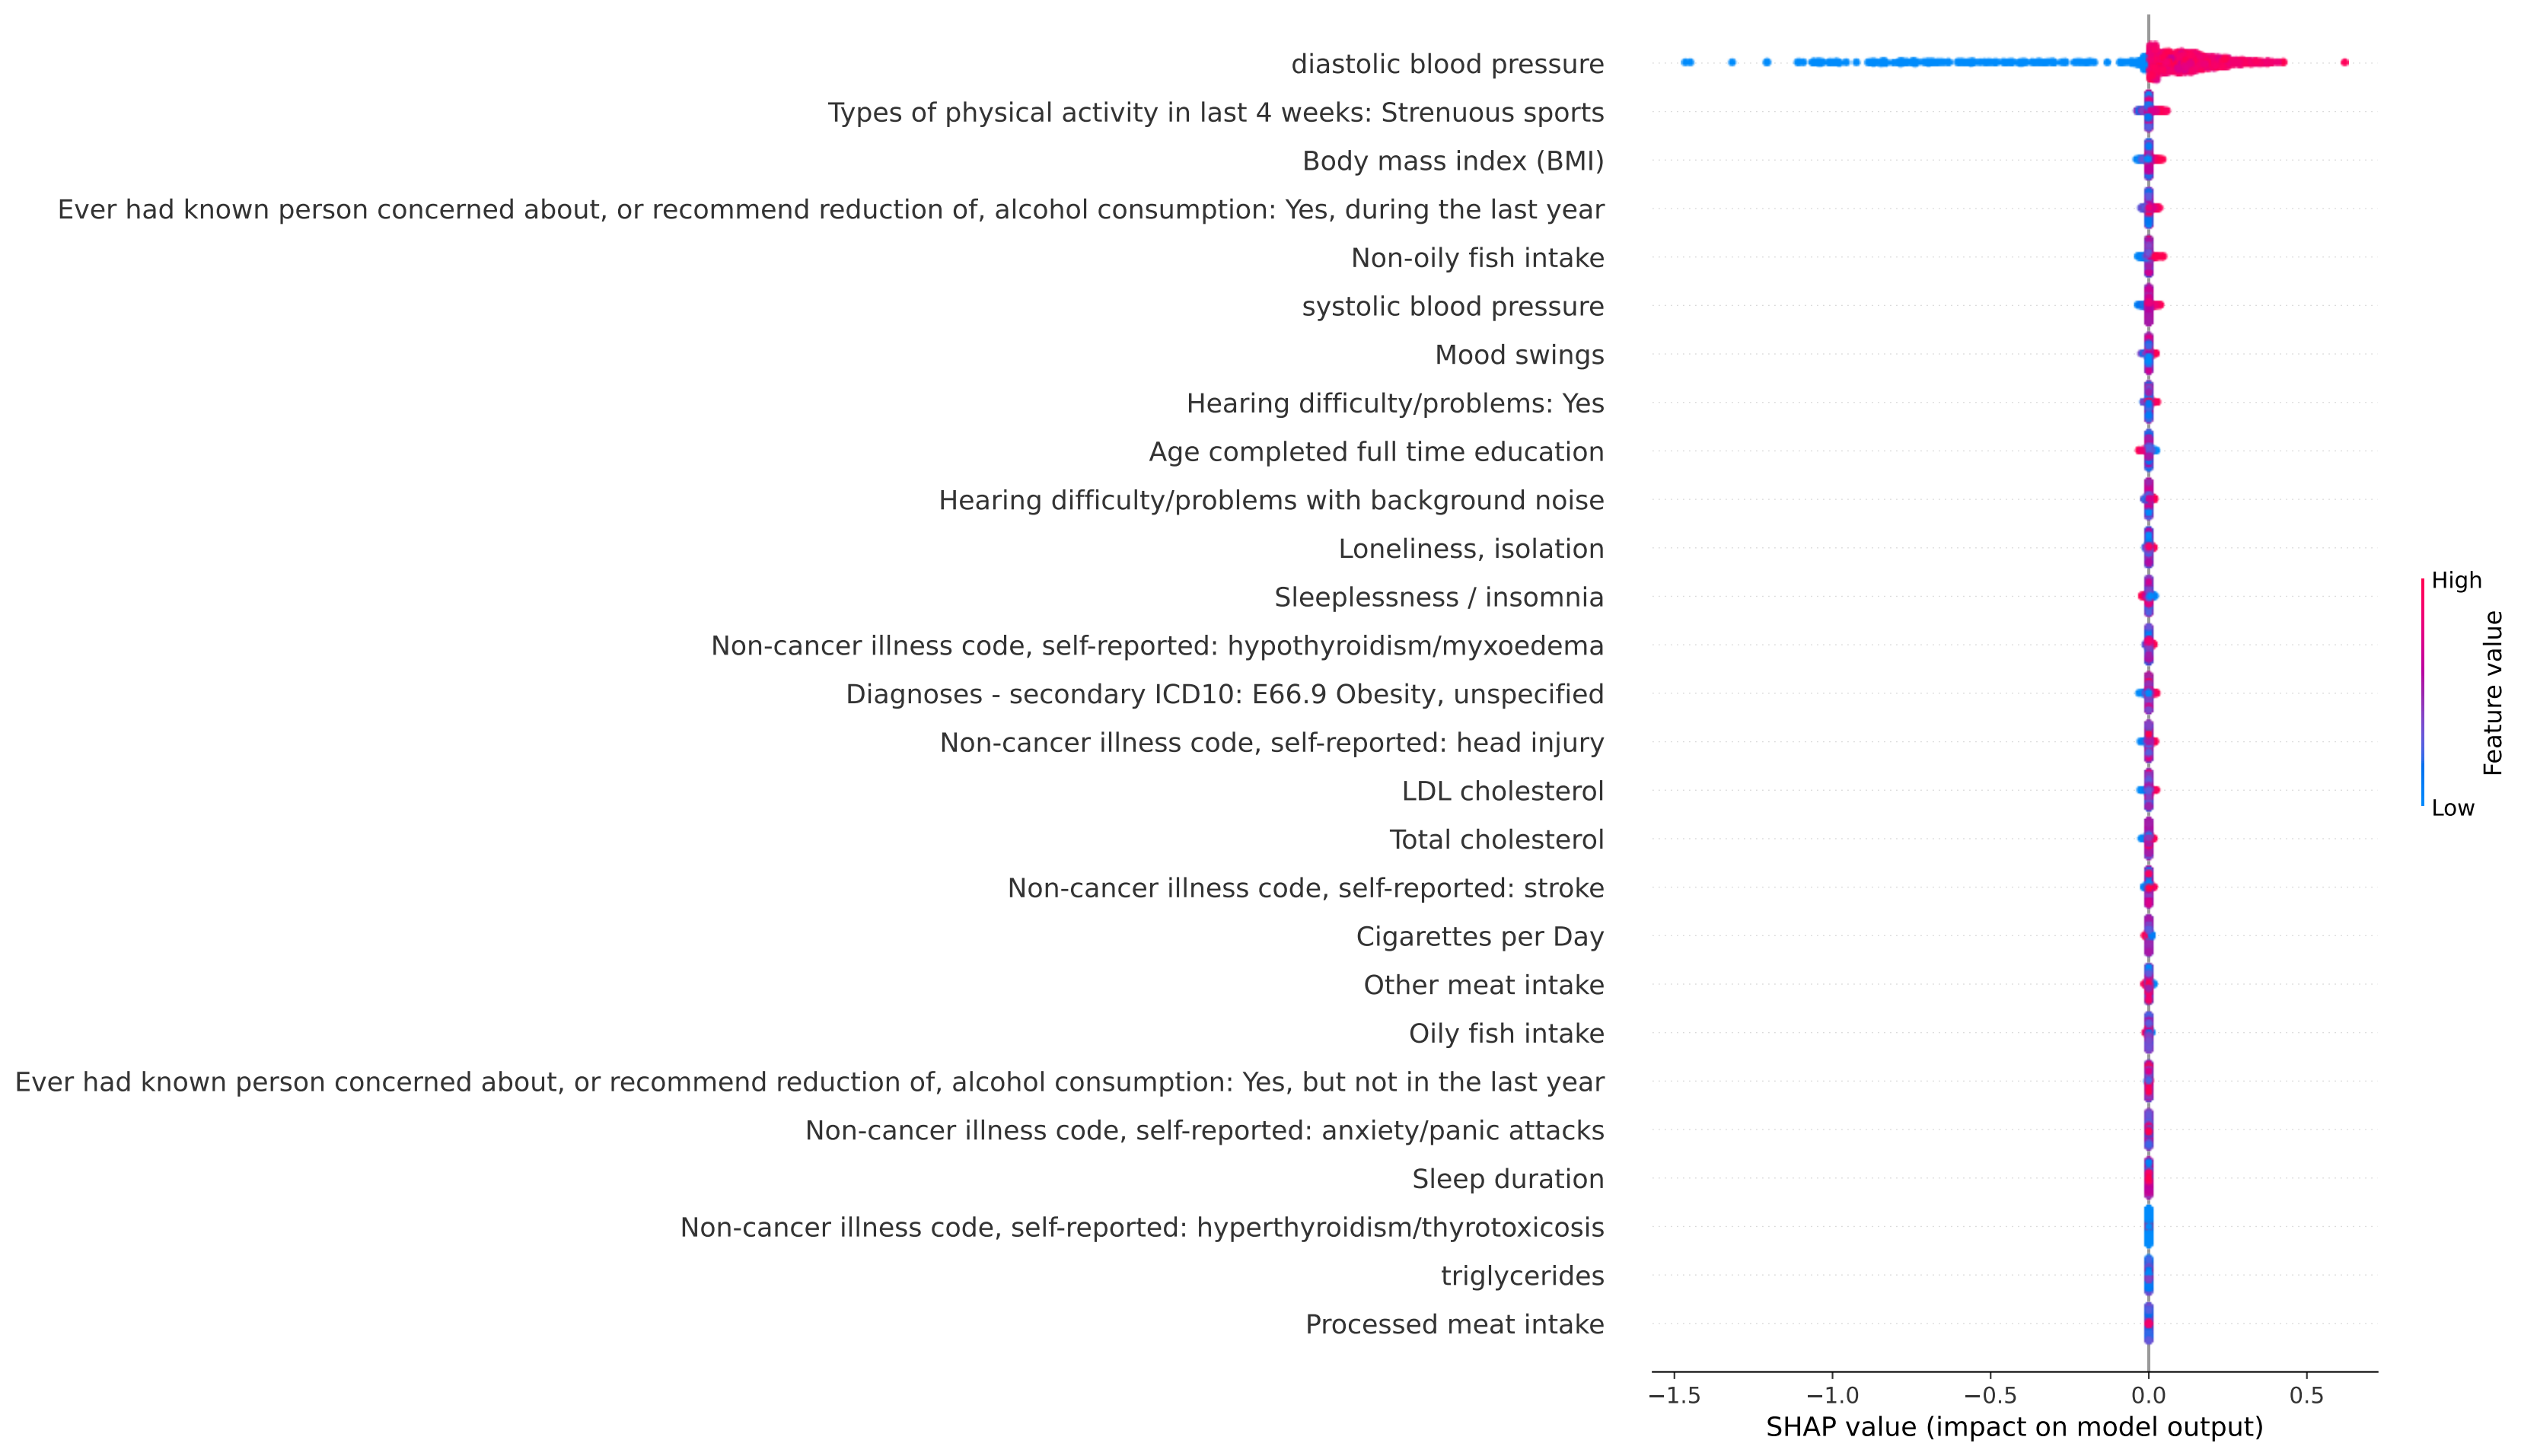 diastolic blood pressure
Types of physical activity in last 4 weeks: Strenuous sports
Body mass index (BMI)
Ever had known person concerned about, or recommend reduction of, alcohol consumption: Yes, during the last year
Non-oily fish intake
systolic blood pressure
Mood swings
Hearing difficulty/problems: Yes
Age completed full time education
Hearing difficulty/problems with background noise
Loneliness, isolation
Sleeplessness / insomnia
Non-cancer illness code, self-reported: hypothyroidism/myxoedema
Diagnoses - secondary ICD10: E66.9 Obesity, unspecified
Non-cancer illness code, self-reported: head injury
LDL cholesterol
Total cholesterol
Non-cancer illness code, self-reported: stroke
Cigarettes per Day
Other meat intake
Oily fish intake
Ever had known person concerned about, or recommend reduction of, alcohol consumption: Yes, but not in the last year
Non-cancer illness code, self-reported: anxiety/panic attacks
Sleep duration
Non-cancer illness code, self-reported: hyperthyroidism/thyrotoxicosis
triglycerides
Processed meat intake
−1.5 −1.0 −0.5 0.0 0.5
SHAP value (impact on model output)
High
Feature value
Low